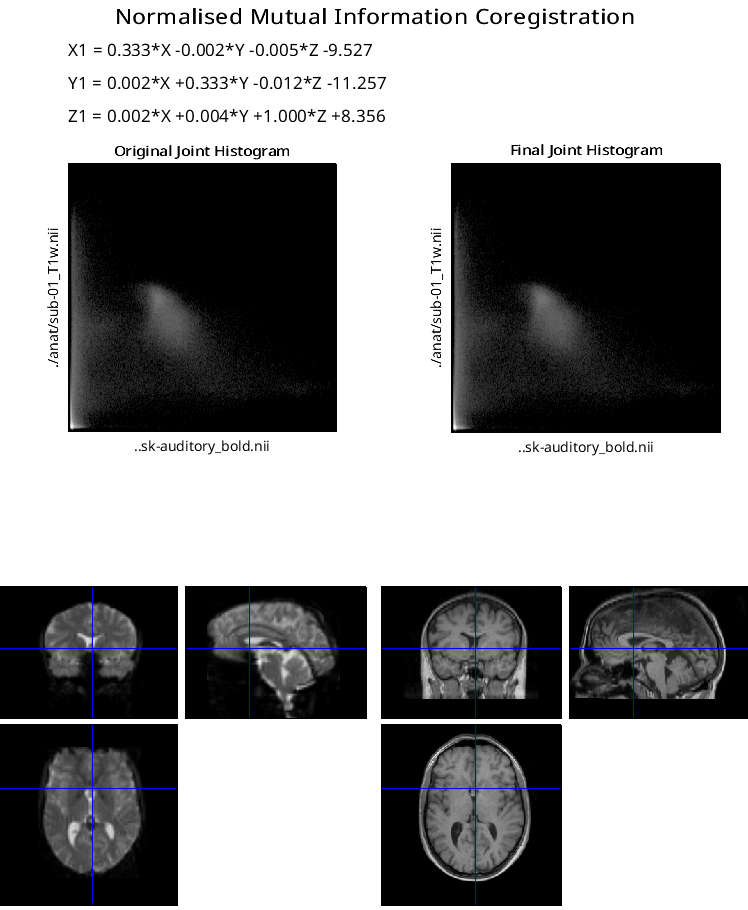 Normalised Mutual Information Coregistration
X1 = 0.333*X -0.002*Y -0.005*Z -9.527
Y1 = 0.002*X +0.333*Y -0.012*Z -11.257
Z1 = 0.002*X +0.004*Y +1.000*Z +8.356
Original Joint Histogram
./anat/sub-01_T1w.nii
..sk-auditory_bold.nii
Final Joint Histogram
./anat/sub-01_T1w.nii
..sk-auditory_bold.nii